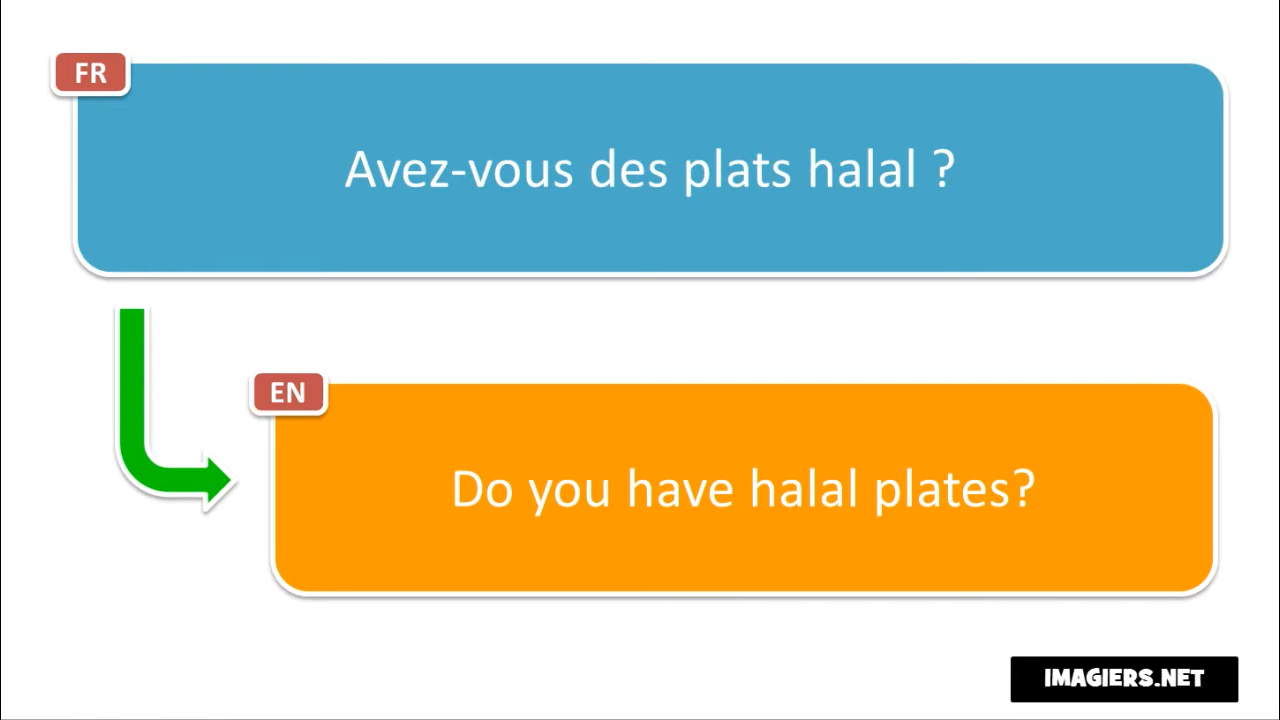 FR
Avez-vous des plats halal ?
EN
Do you have halal plates?
IMAGIERS.NET